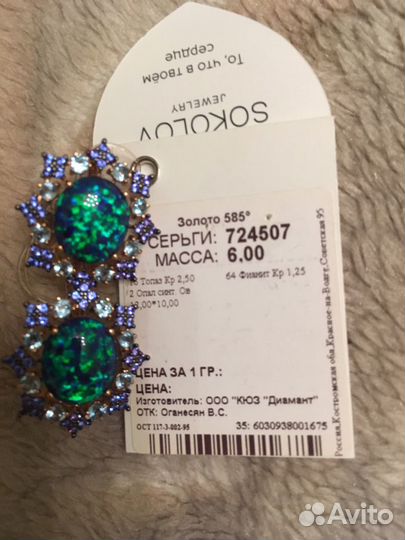 То, что в твоём
сердце
JEWELRY
SOKOLOV
Золото 585°
СЕРЬГИ: 724507
МАССА: 6,00
Топаз Кр 2,50 64 Фианит Кр 1,25
2 Опал синт. Ов
*10,00
ЦЕНА ЗА 1 ГР.:
ЦЕНА:
Изготовитель: ООО "КЮЗ "Диамант"
ОТК: Оганесян В.С.
ОСТ 117-3-002-95 35: 6030938001675
Россия,Костромская обл,Красное-на-Волге,Советская 95
Avito